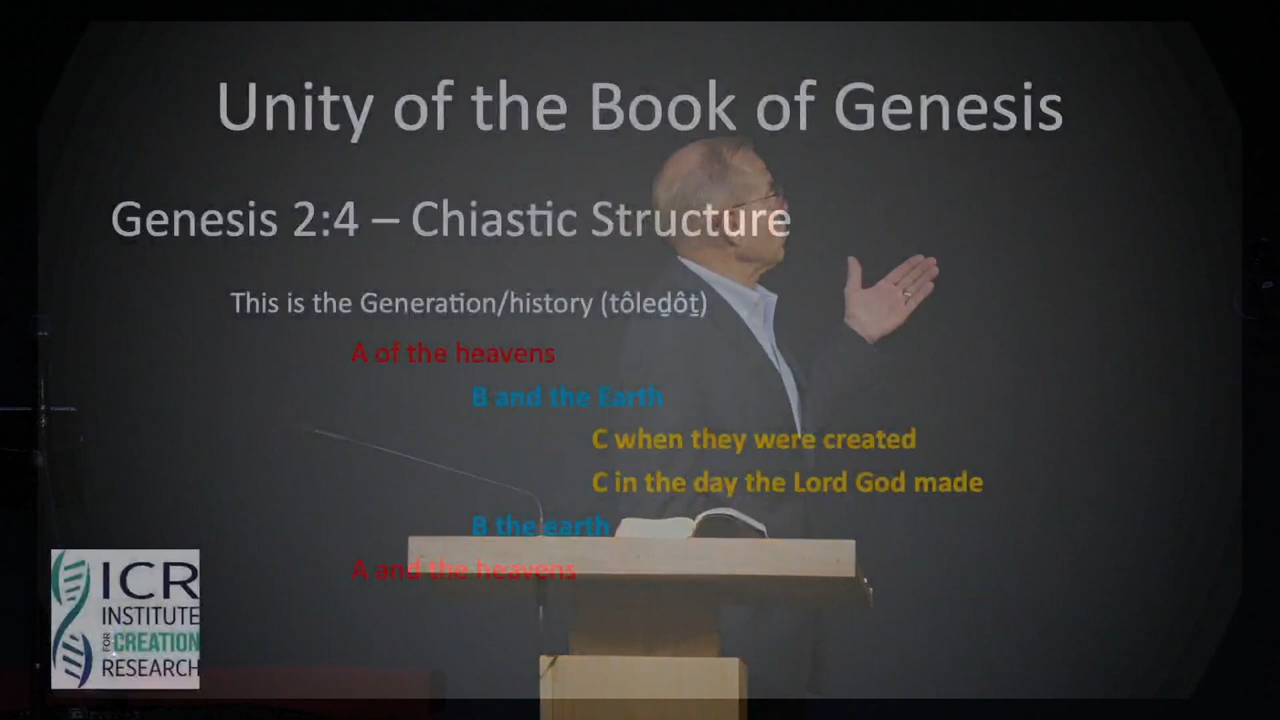 Unity of the Book of Genesis
Genesis 2:4 – Chiastic Structure
This is the Generation/history (tôleḏôṯ)
A of the heavens
B and the Earth
C when they were created
C in the day the Lord God made
B the earth
A and the heavens
ICR
INSTITUTE
FOR CREATION
RESEARCH